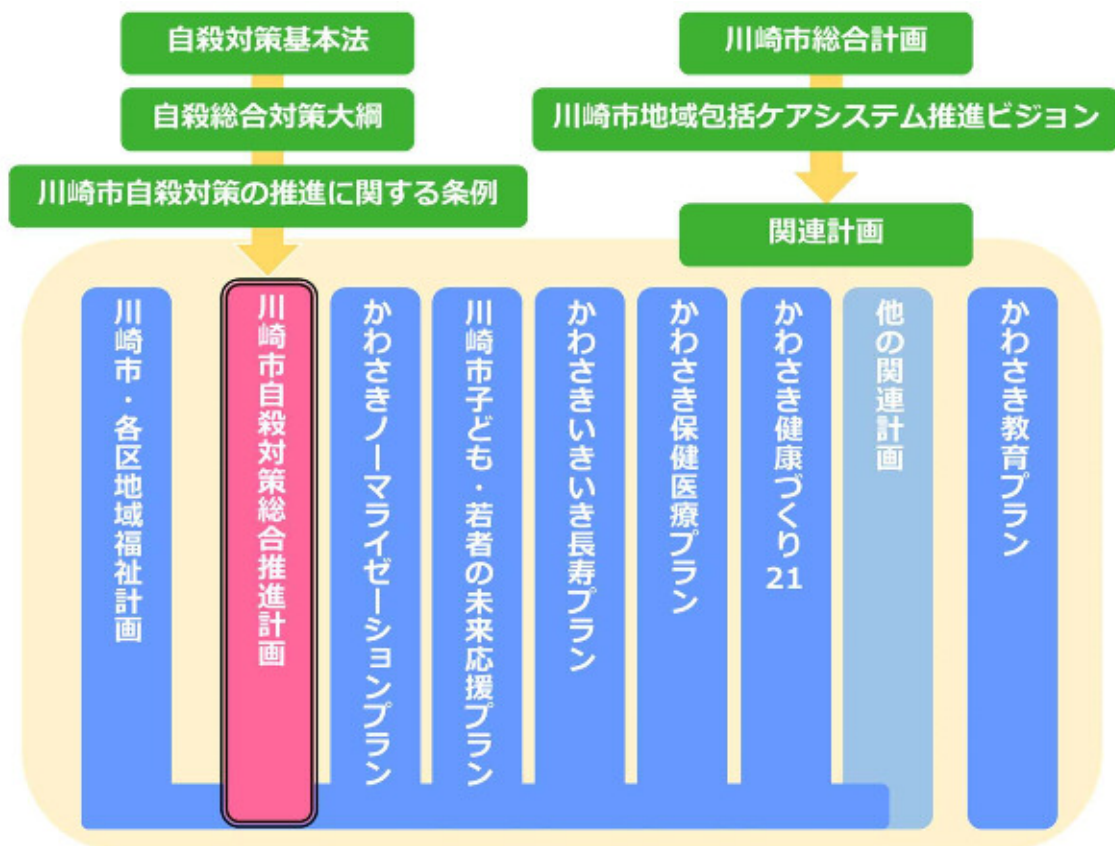 自殺対策基本法
自殺総合対策大綱
川崎市自殺対策の推進に関する条例
川崎市総合計画
川崎市地域包括ケアシステム推進ビジョン
関連計画
川崎市・各区地域福祉計画
川崎市自殺対策総合推進計画
かわさきノーマライゼーションプラン
川崎市子ども・若者の未来応援プラン
かわさきいきいき長寿プラン
かわさき保健医療プラン
かわさき健康づくり21
他の関連計画
かわさき教育プラン